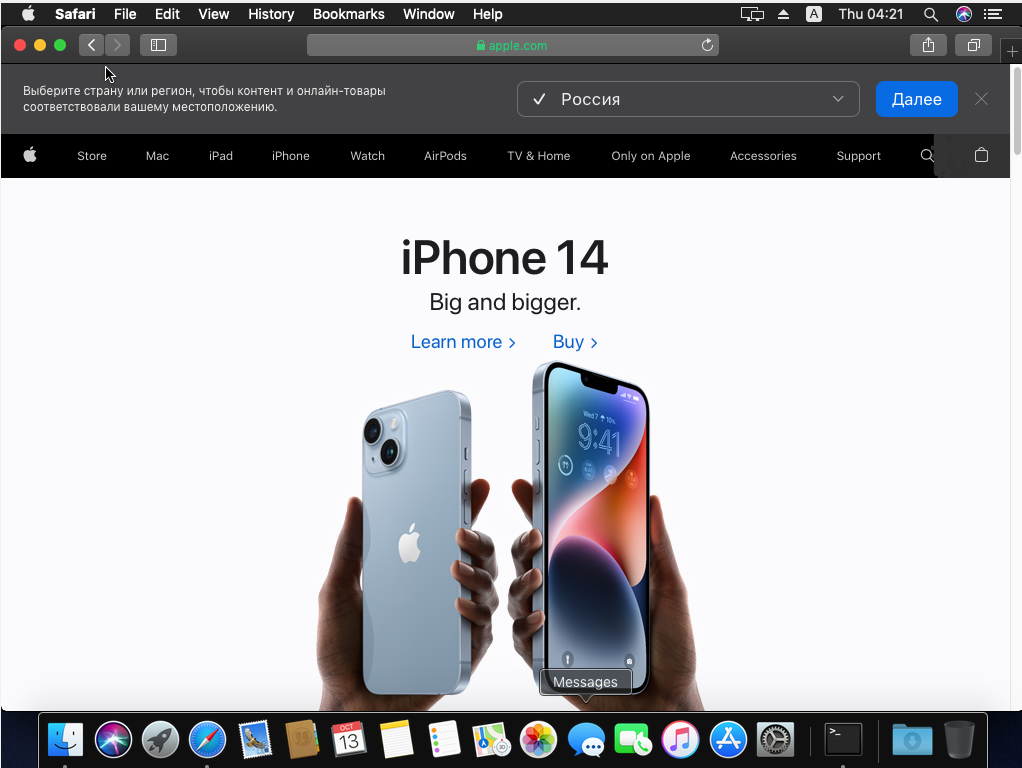 Safari File Edit View History Bookmarks Window Help A Thu 04:21
apple.com
Выберите страну или регион, чтобы контент и онлайн-товары
соответствовали вашему местоположению.
Россия
Далее
Store Mac iPad iPhone Watch AirPods TV & Home Only on Apple Accessories Support
iPhone 14
Big and bigger.
Learn more > Buy >
Wed 7 10%
9:41
Messages
OCT
13